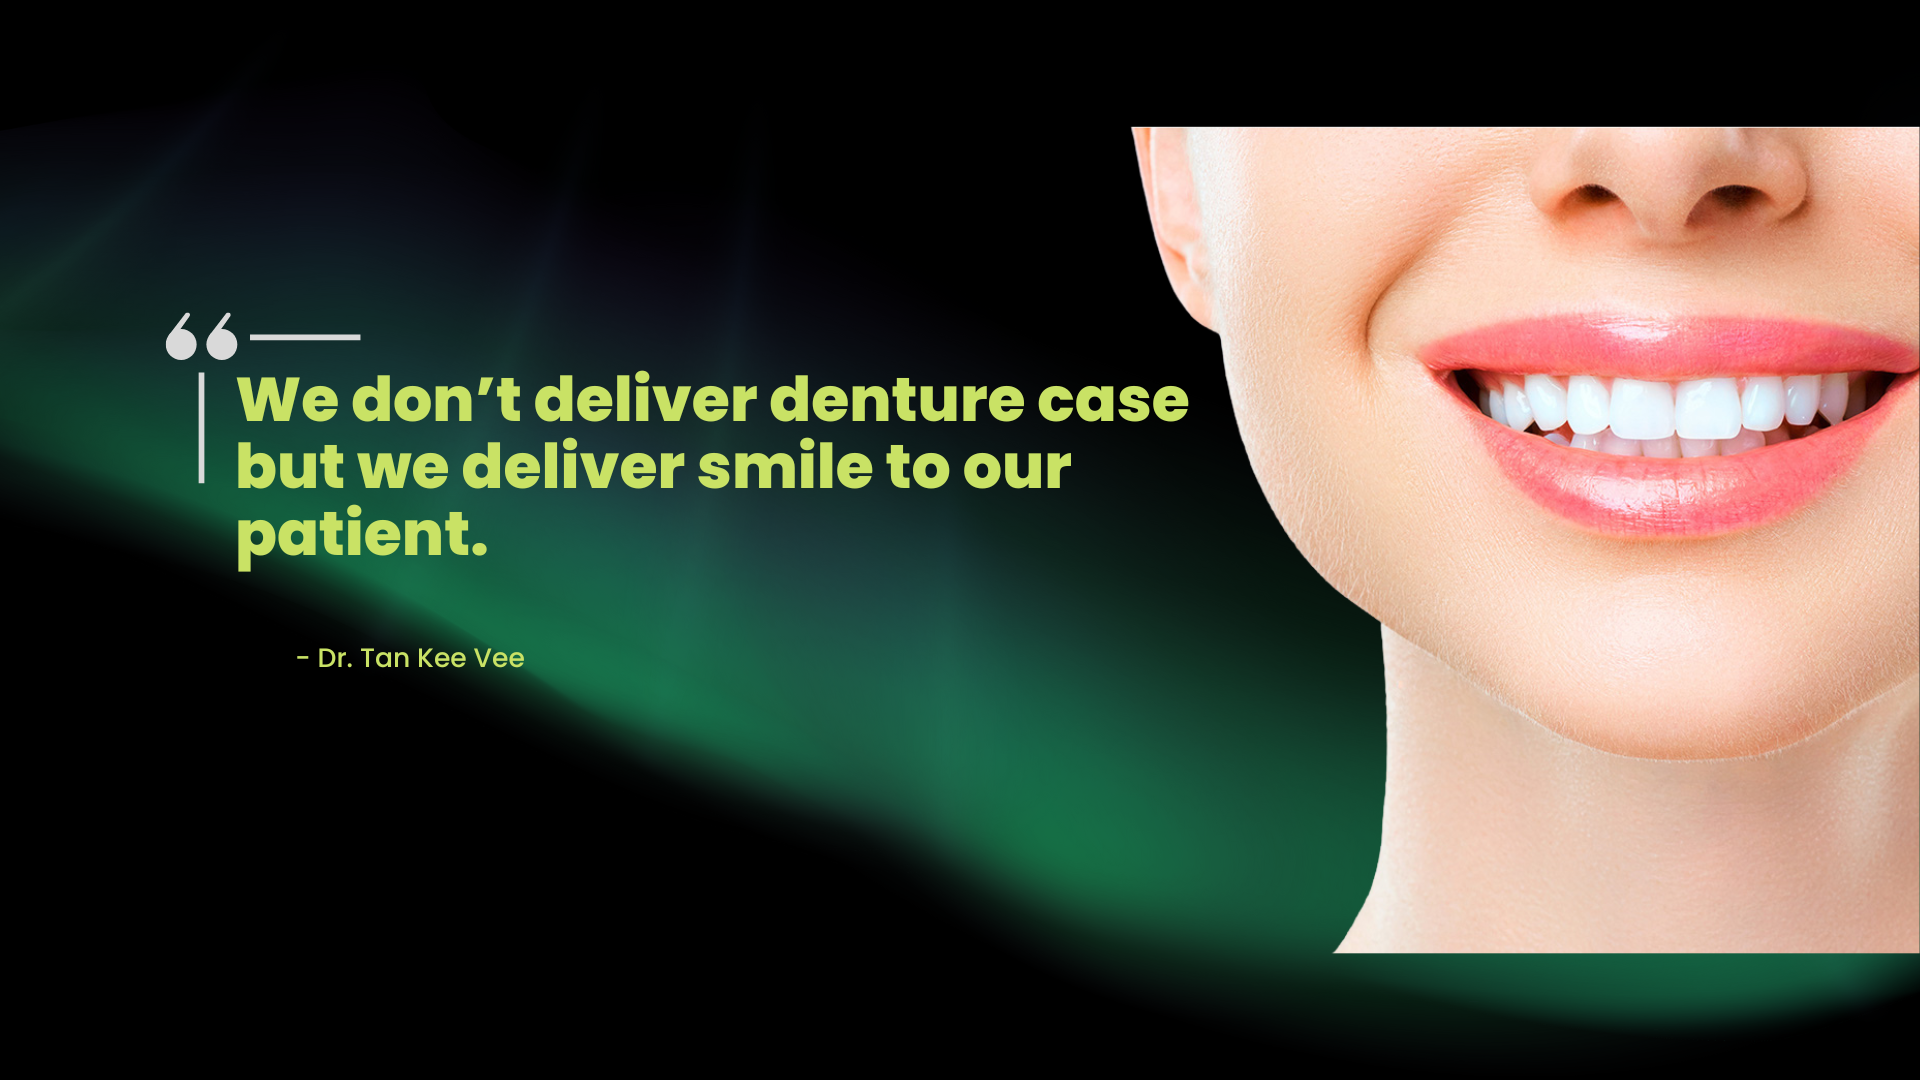 We don’t deliver denture case
but we deliver smile to our
patient.
- Dr. Tan Kee Vee